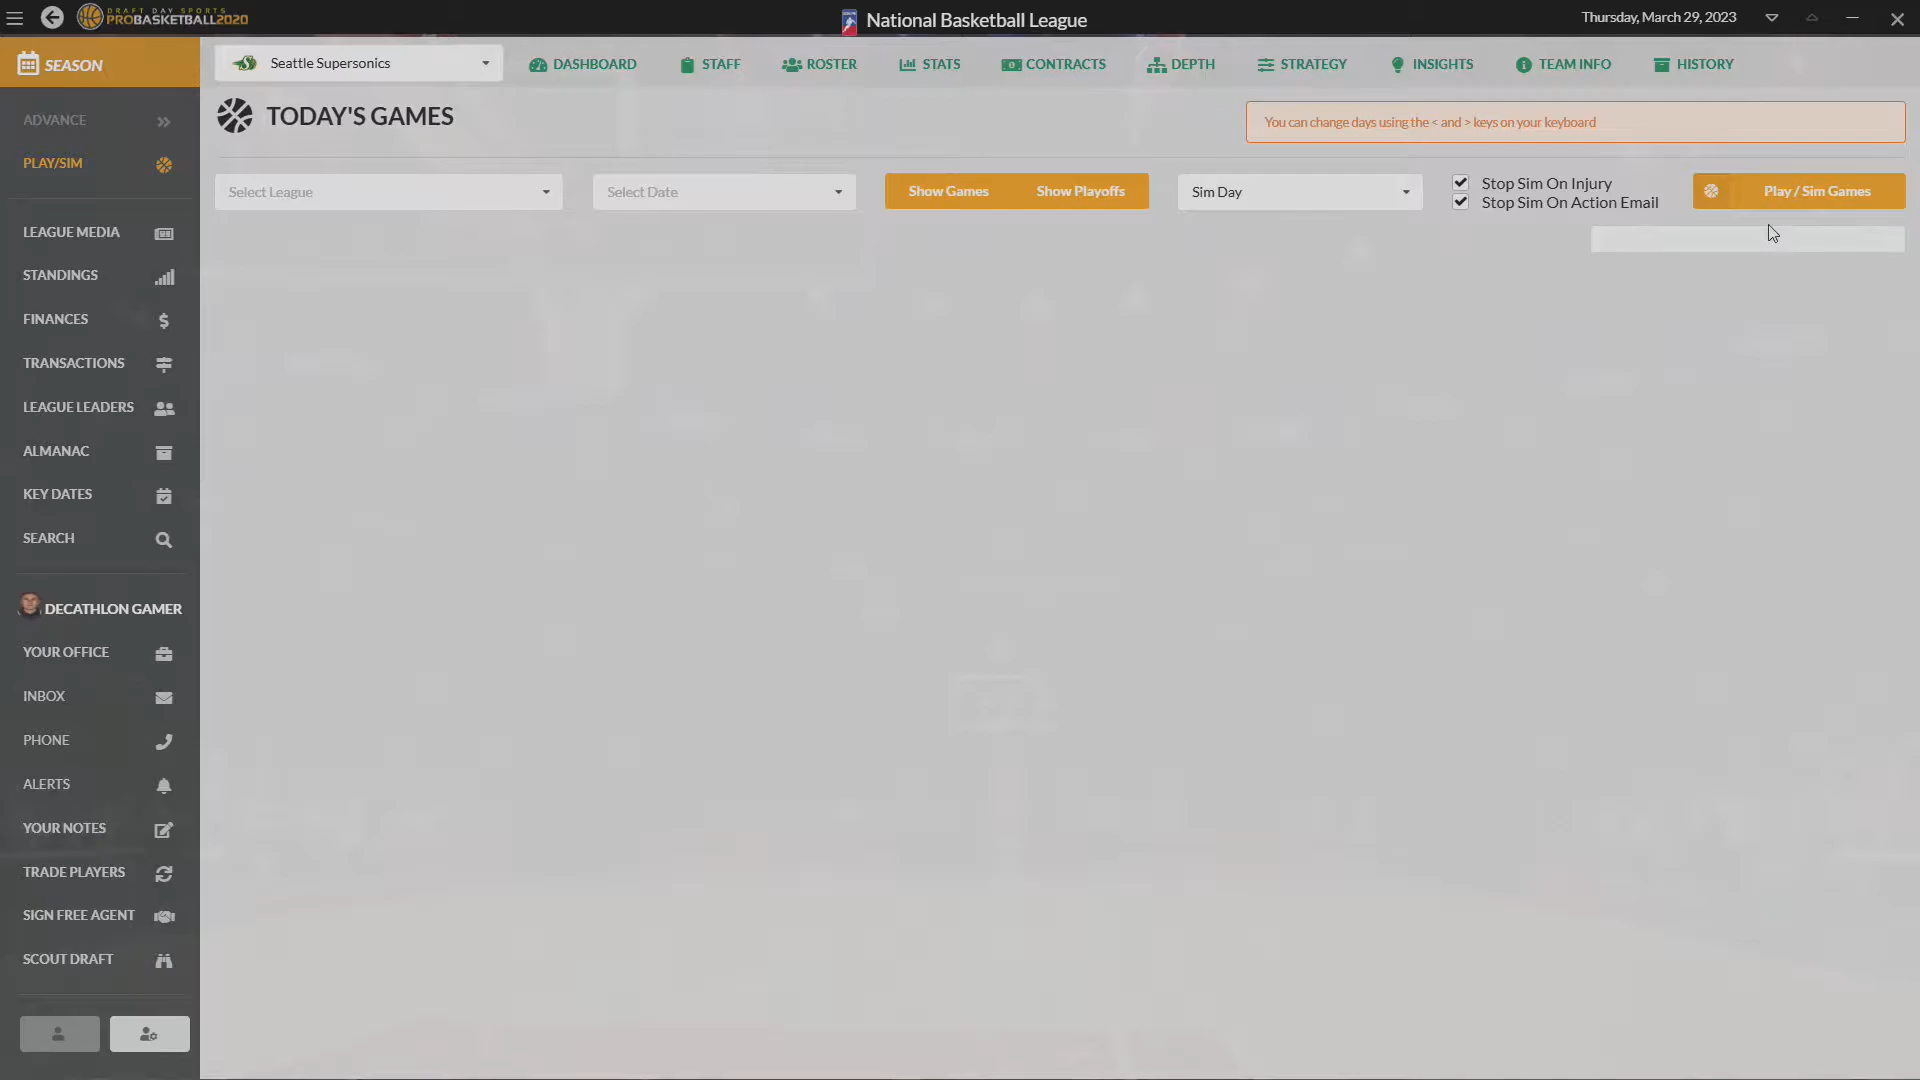 DRAFT DAY SPORTS
PROBASKETBALL2020
National Basketball League
Thursday, March 29, 2023
SEASON
Seattle Supersonics
DASHBOARD
STAFF
ROSTER
STATS
CONTRACTS
DEPTH
STRATEGY
INSIGHTS
TEAM INFO
HISTORY
ADVANCE
TODAY'S GAMES
You can change days using the < and > keys on your keyboard
PLAY/SIM
Select League
Select Date
Show Games
Show Playoffs
Sim Day
Stop Sim On Injury
Stop Sim On Action Email
Play / Sim Games
LEAGUE MEDIA
STANDINGS
FINANCES
TRANSACTIONS
LEAGUE LEADERS
ALMANAC
KEY DATES
SEARCH
DECATHLON GAMER
YOUR OFFICE
INBOX
PHONE
ALERTS
YOUR NOTES
TRADE PLAYERS
SIGN FREE AGENT
SCOUT DRAFT